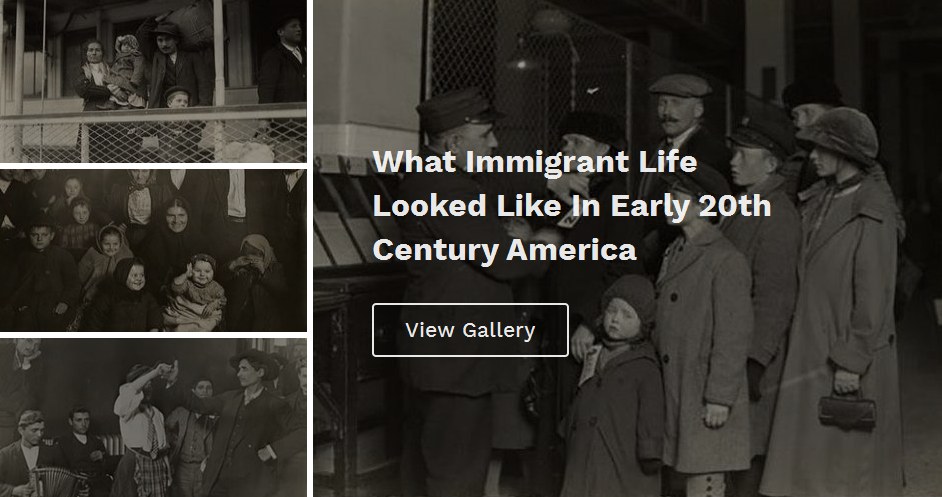 What Immigrant Life
Looked Like In Early 20th
Century America
View Gallery